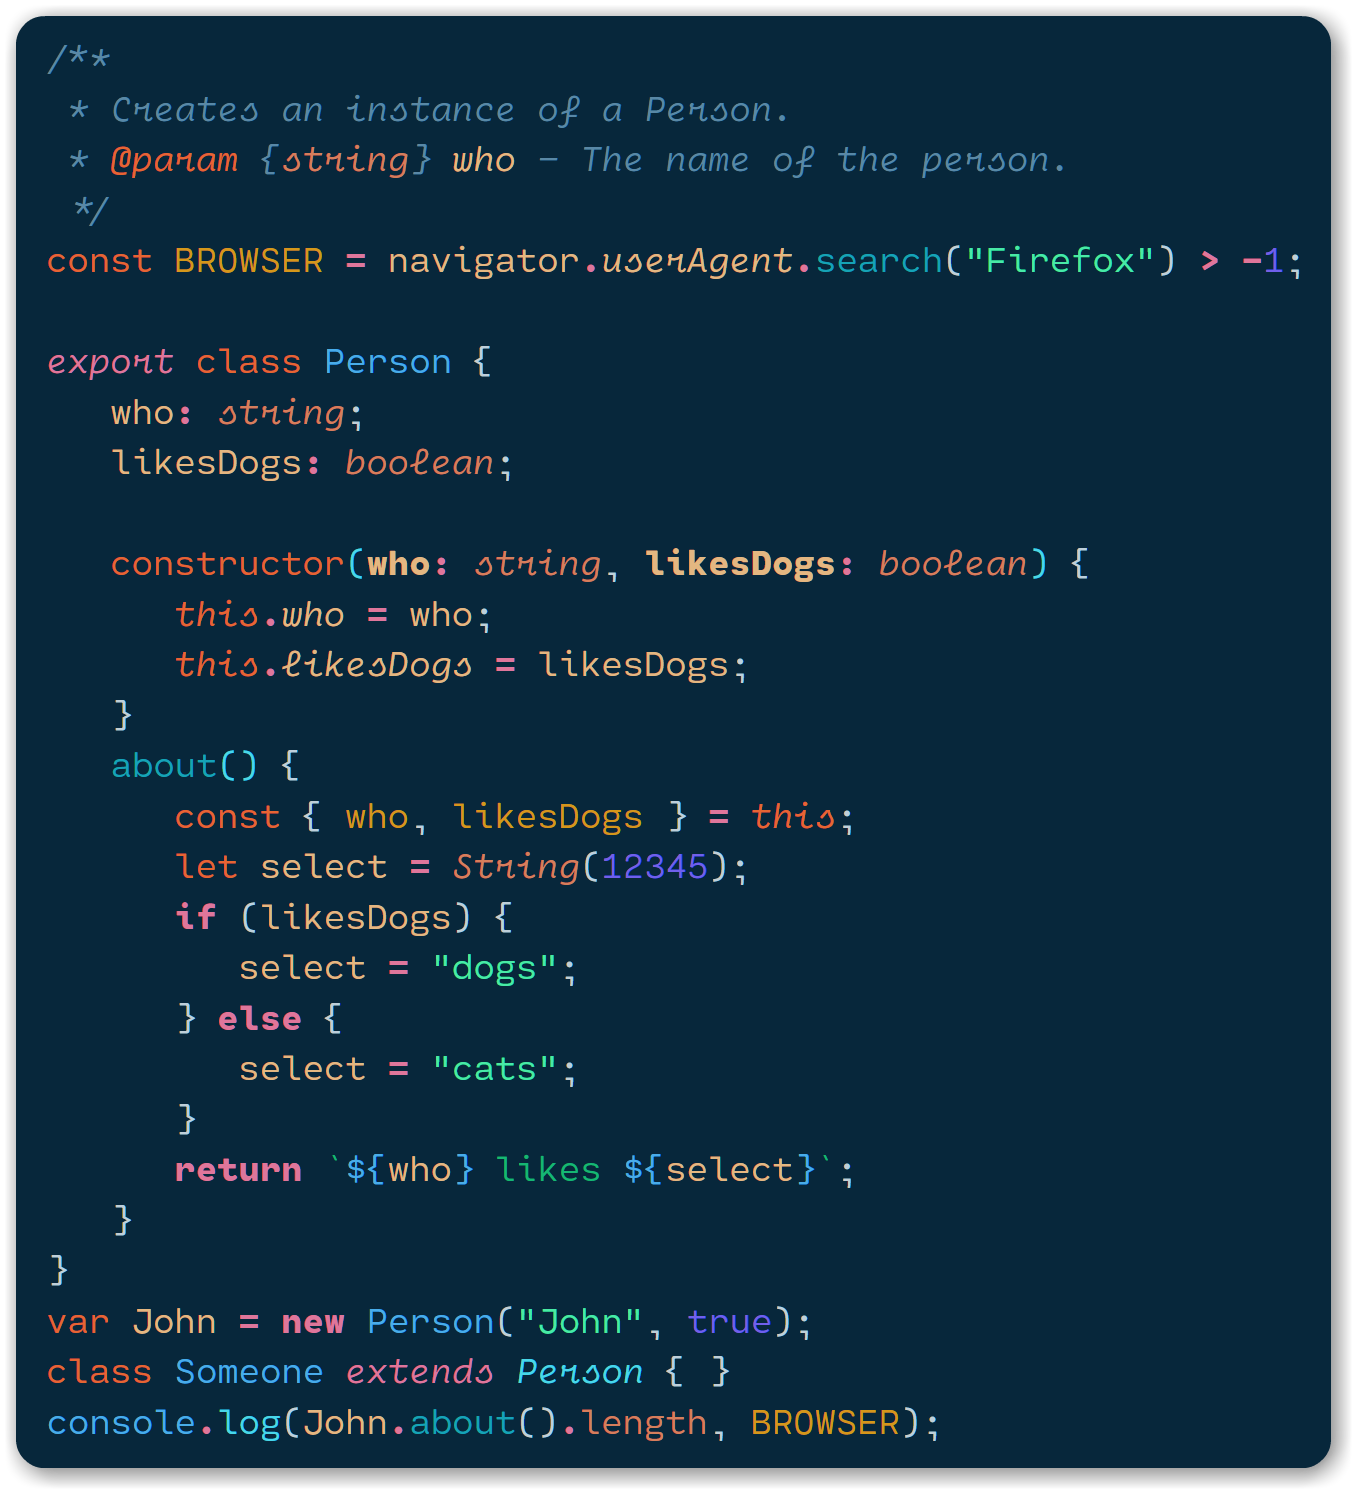 /**
 * Creates an instance of a Person.
 * @param {string} who - The name of the person.
 */
const BROWSER = navigator.userAgent.search("Firefox") > -1;

export class Person {
   who: string;
   likesDogs: boolean;

   constructor(who: string, likesDogs: boolean) {
      this.who = who;
      this.likesDogs = likesDogs;
   }
   about() {
      const { who, likesDogs } = this;
      let select = String(12345);
      if (likesDogs) {
         select = "dogs";
      } else {
         select = "cats";
      }
      return `${who} likes ${select}`;
   }
}
var John = new Person("John", true);
class Someone extends Person { }
console.log(John.about().length, BROWSER);